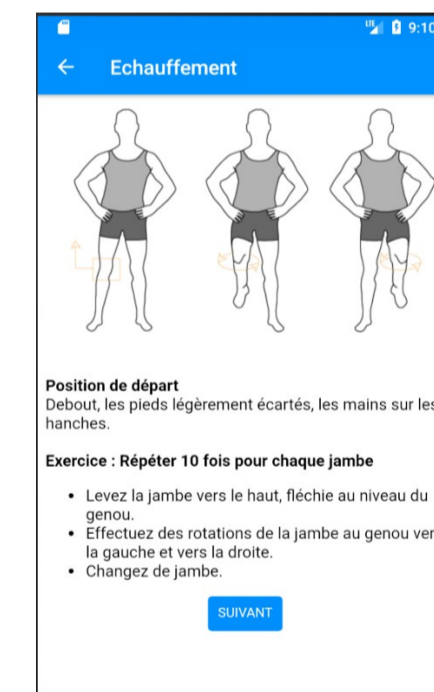 LTE 9:10
Echauffement
Position de départ
Debout, les pieds légèrement écartés, les mains sur les
hanches.
Exercice : Répéter 10 fois pour chaque jambe
• Levez la jambe vers le haut, fléchie au niveau du
genou.
• Effectuez des rotations de la jambe au genou ver
la gauche et vers la droite.
• Changez de jambe.
SUIVANT